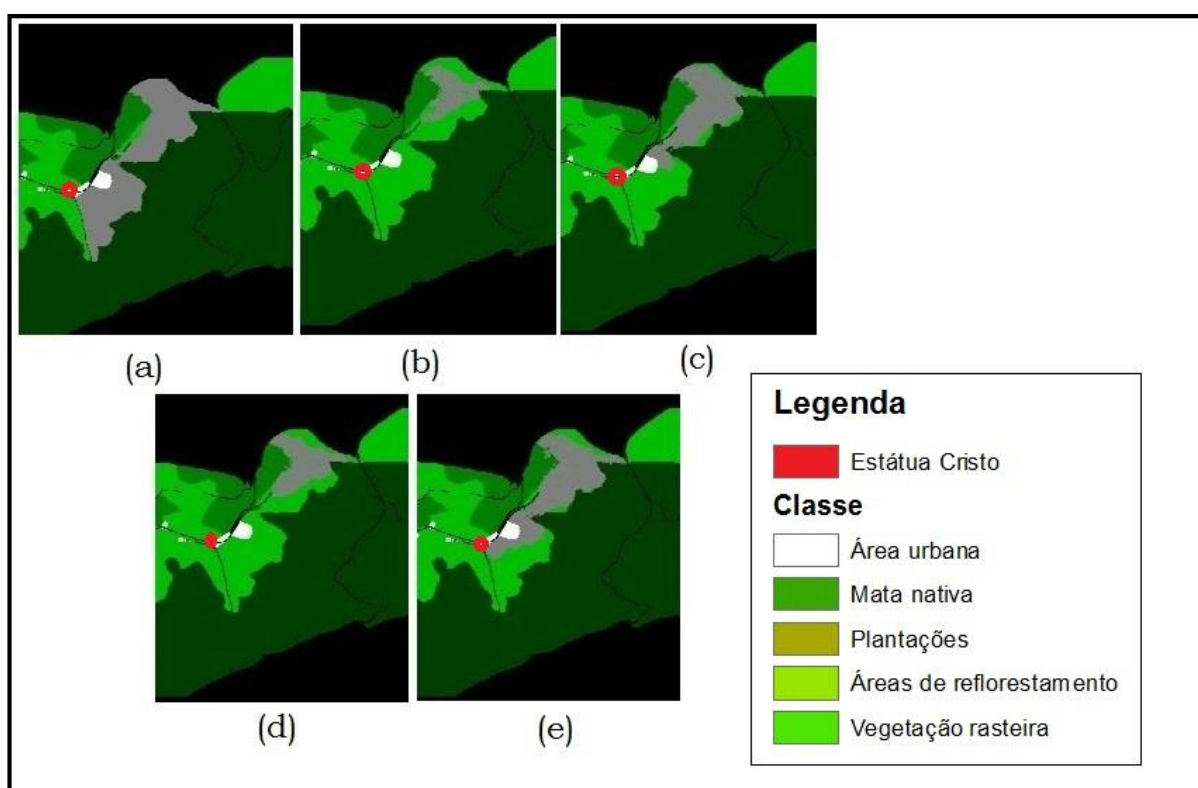 (a)
(b)
(c)
(d)
(e)
Legenda
Estátua Cristo
Classe
Área urbana
Mata nativa
Plantações
Áreas de reflorestamento
Vegetação rasteira